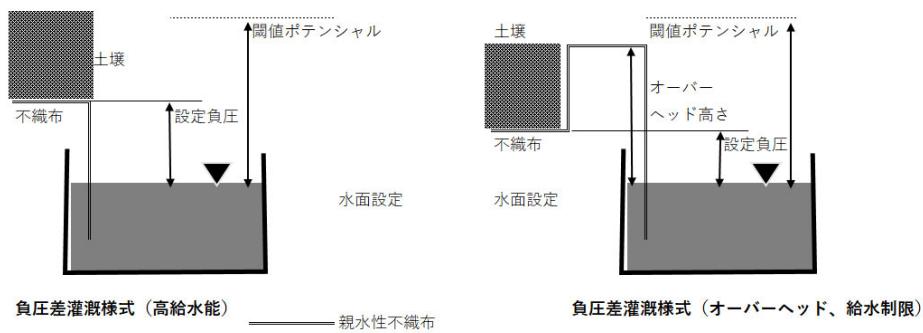 閾値ポテンシャル
土壌
不織布
設定負圧
水面設定
負圧差灌漑様式（高給水能）
親水性不織布
土壌
閾値ポテンシャル
オーバー
ヘッド高さ
不織布
設定負圧
水面設定
負圧差灌漑様式（オーバーヘッド、給水制限）